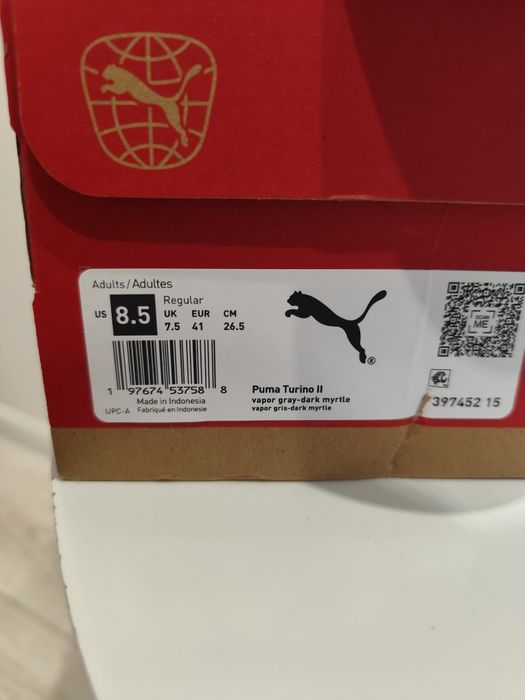 Adults/Adultes
Regular
US 8.5 UK EUR CM
7.5 41 26.5
SCAN ME
1 97674 53758 8
Made in Indonesia
UPC-A Fabriqué en Indonesie
Puma Turino II
vapor gray-dark myrtle
vapor gris-dark myrtle
397452 15
®